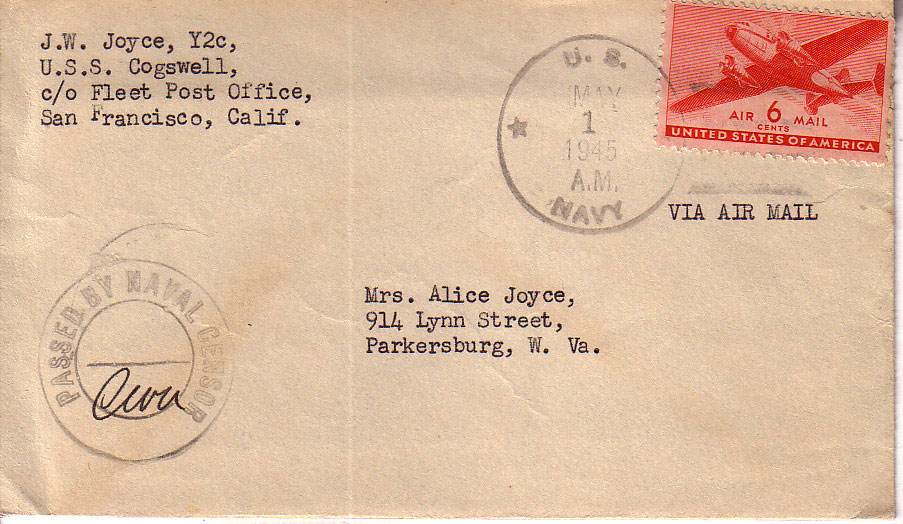 J.W. Joyce, Y2c,
U.S.S. Cogswell,
c/o Fleet Post Office,
San Francisco, Calif.
U. S.
MAY
1
1945
A.M.
NAVY
AIR 6 MAIL
CENTS
UNITED STATES OF AMERICA
VIA AIR MAIL
PASSED BY NAVAL CENSOR
Mrs. Alice Joyce,
914 Lynn Street,
Parkersburg, W. Va.